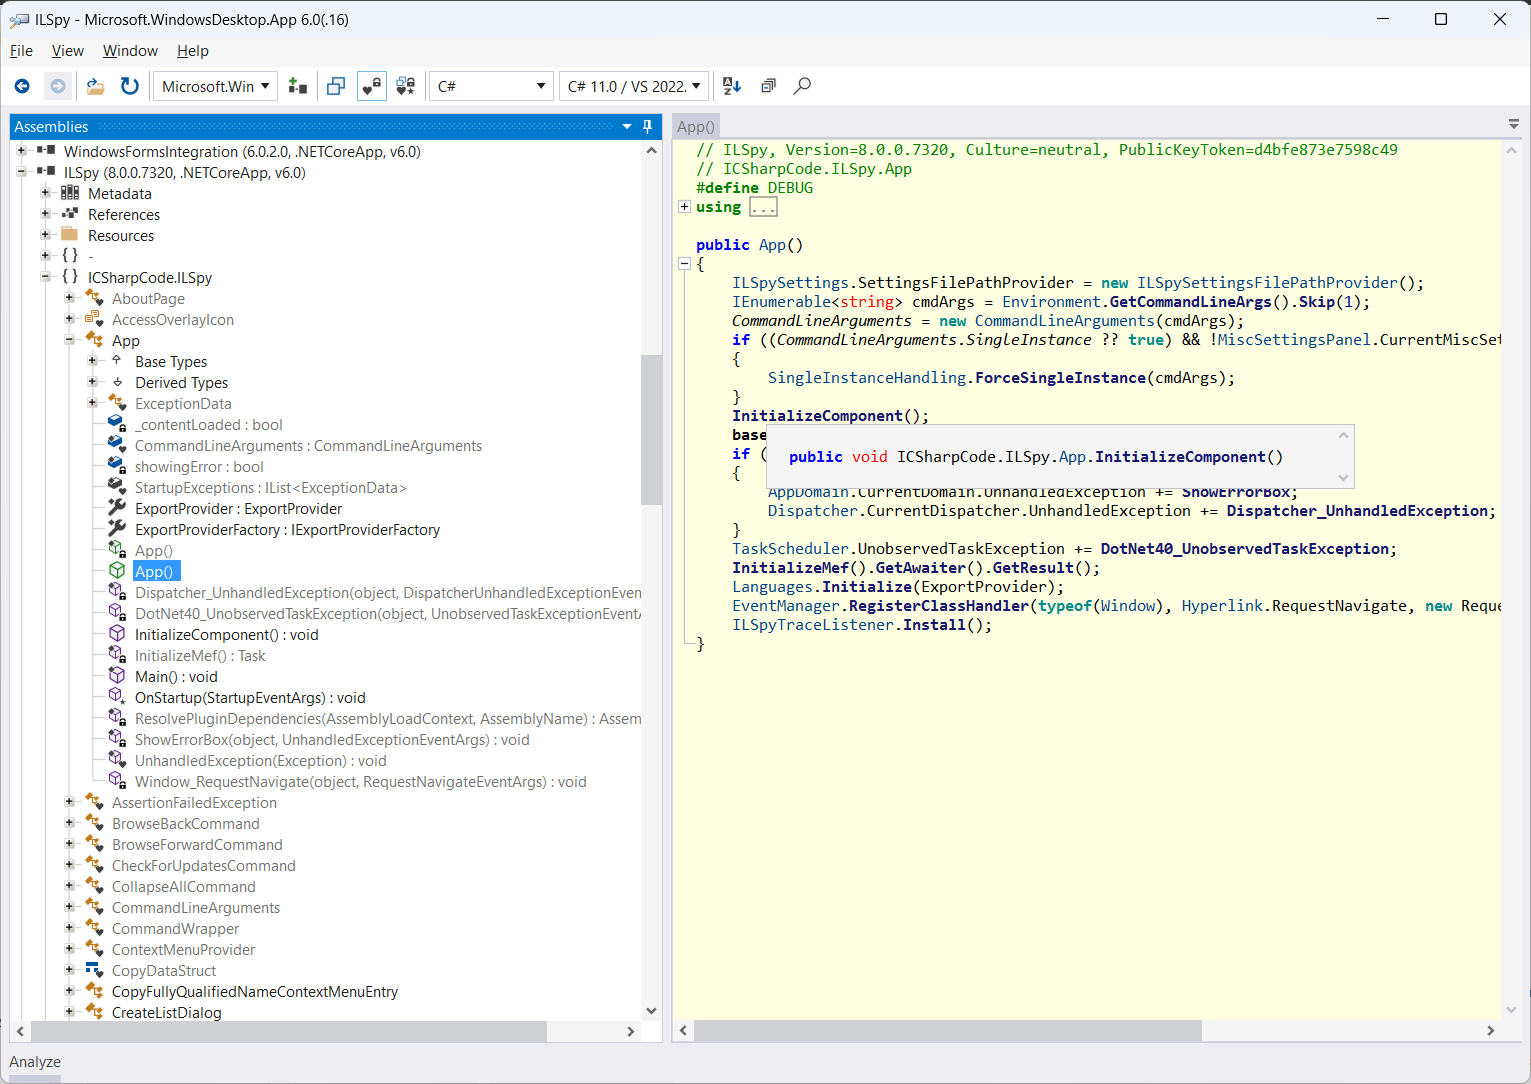 ILSpy - Microsoft.WindowsDesktop.App 6.0(.16)
File View Window Help
Microsoft.Win C# C# 11.0 / VS 2022.
Assemblies
WindowsFormsIntegration (6.0.2.0, .NETCoreApp, v6.0)
ILSpy (8.0.0.7320, .NETCoreApp, v6.0)
Metadata
References
Resources
{ } -
{ } ICSharpCode.ILSpy
AboutPage
AccessOverlayIcon
App
Base Types
Derived Types
ExceptionData
_contentLoaded : bool
CommandLineArguments : CommandLineArguments
showingError : bool
StartupExceptions : IList<ExceptionData>
ExportProvider : ExportProvider
ExportProviderFactory : IExportProviderFactory
App()
App()
Dispatcher_UnhandledException(object, DispatcherUnhandledExceptionEven
DotNet40_UnobservedTaskException(object, UnobservedTaskExceptionEventA
InitializeComponent() : void
InitializeMef() : Task
Main() : void
OnStartup(StartupEventArgs) : void
ResolvePluginDependencies(AssemblyLoadContext, AssemblyName) : Assem
ShowErrorBox(object, UnhandledExceptionEventArgs) : void
UnhandledException(Exception) : void
Window_RequestNavigate(object, RequestNavigateEventArgs) : void
AssertionFailedException
BrowseBackCommand
BrowseForwardCommand
CheckForUpdatesCommand
CollapseAllCommand
CommandLineArguments
CommandWrapper
ContextMenuProvider
CopyDataStruct
CopyFullyQualifiedNameContextMenuEntry
CreateListDialog
App()
// ILSpy, Version=8.0.0.7320, Culture=neutral, PublicKeyToken=d4bfe873e7598c49
// ICSharpCode.ILSpy.App
#define DEBUG
using ...
public App()
{
ILSpySettings.SettingsFilePathProvider = new ILSpySettingsFilePathProvider();
IEnumerable<string> cmdArgs = Environment.GetCommandLineArgs().Skip(1);
CommandLineArguments = new CommandLineArguments(cmdArgs);
if ((CommandLineArguments.SingleInstance ?? true) && !MiscSettingsPanel.CurrentMiscSet
{
SingleInstanceHandling.ForceSingleInstance(cmdArgs);
}
InitializeComponent();
base
public void ICSharpCode.ILSpy.App.InitializeComponent()
if (
{
AppDomain.CurrentDomain.UnhandledException += ShowErrorBox;
Dispatcher.CurrentDispatcher.UnhandledException += Dispatcher_UnhandledException;
}
TaskScheduler.UnobservedTaskException += DotNet40_UnobservedTaskException;
InitializeMef().GetAwaiter().GetResult();
Languages.Initialize(ExportProvider);
EventManager.RegisterClassHandler(typeof(Window), Hyperlink.RequestNavigate, new Reque
ILSpyTraceListener.Install();
}
Analyze